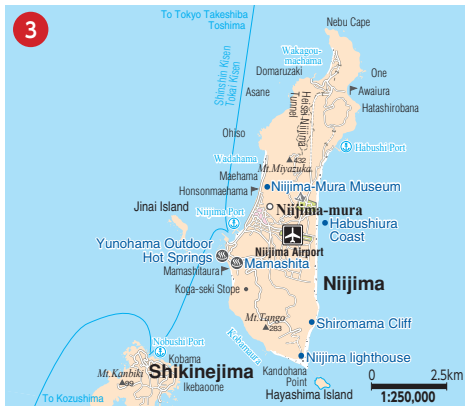 3
To Tokyo Takeshiba
Toshima
Nebu Cape
Shinshin Kisen
Tokai Kisen
Wakagou-
machama
Domaruzaki
One
Asane
Awaiura
Hatashirobana
Heisei-Niijima
Tunnel
Ohiso
Habushi Port
Wadahama
432
Mt.Miyazuka
Maehama
Honsonmaehama
Niijima-Mura Museum
Jinai Island
Niijima-mura
Niijima Port
Habushiura
Coast
Yunohama Outdoor
Hot Springs
Niijima Airport
Mamashita
Mamashitaura
Koga-seki Stope
Niijima
Mt.Tango
283
Shiromama Cliff
Nobushi Port
Kobamaura
Kobama
Niijima lighthouse
Shikinejima
Mt.Kanbiki
99
Kandohana
Point
Ikebaoone
Hayashima Island
To Kozushima
0
2.5km
1:250,000